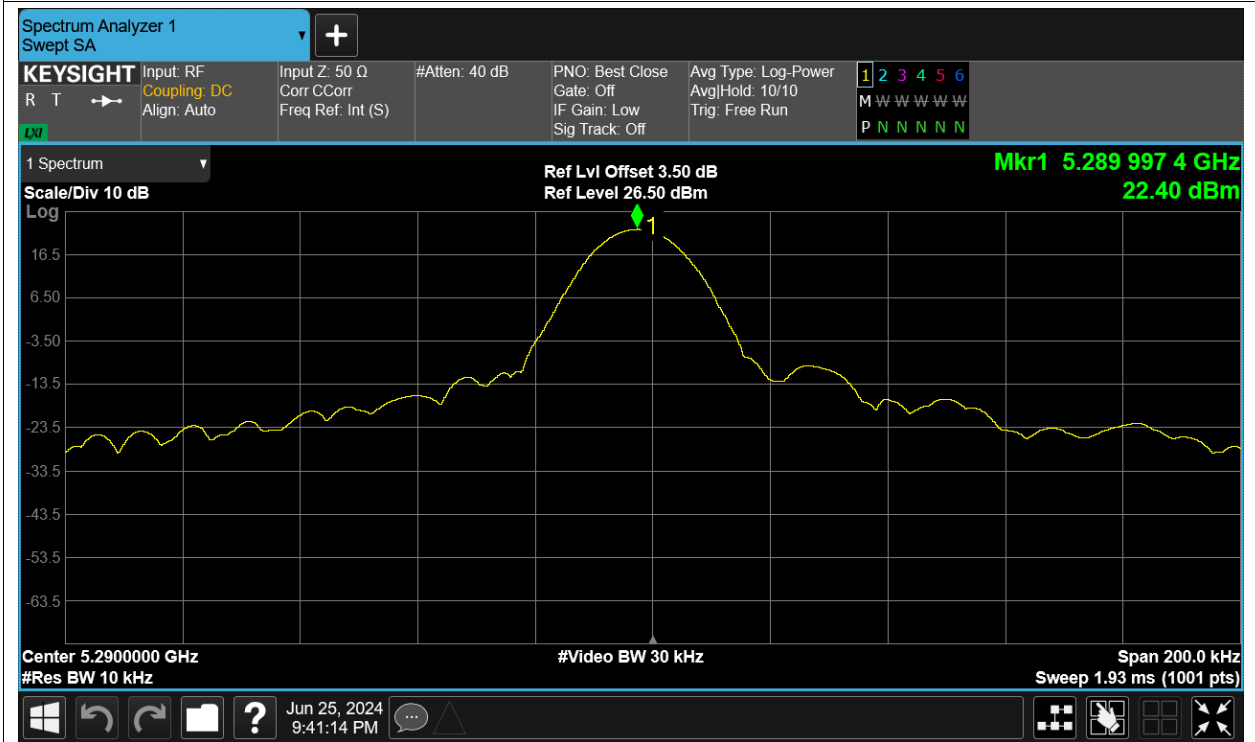 Spectrum Analyzer 1
Swept SA
KEYSIGHT
R T
LXI
Input: RF
Coupling: DC
Align: Auto
Input Z: 50 Ω
Corr CCorr
Freq Ref: Int (S)
#Atten: 40 dB
PNO: Best Close
Gate: Off
IF Gain: Low
Sig Track: Off
Avg Type: Log-Power
Avg|Hold: 10/10
Trig: Free Run
1 2 3 4 5 6
M W W W W W
P N N N N N
1 Spectrum
Scale/Div 10 dB
Log
Ref Lvl Offset 3.50 dB
Ref Level 26.50 dBm
Mkr1 5.289 997 4 GHz
22.40 dBm
1
16.5
6.50
-3.50
-13.5
-23.5
-33.5
-43.5
-53.5
-63.5
Center 5.2900000 GHz
#Res BW 10 kHz
#Video BW 30 kHz
Span 200.0 kHz
Sweep 1.93 ms (1001 pts)
?
Jun 25, 2024
9:41:14 PM